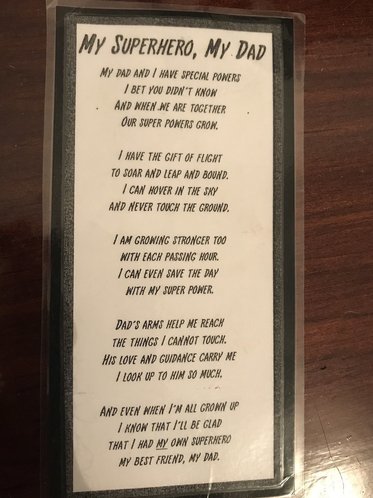 My Superhero, My Dad
My dad and I have special powers
I bet you didn't know
And when we are together
Our super powers grow.
I have the gift of flight
to soar and leap and bound.
I can hover in the sky
and never touch the ground.
I am growing stronger too
with each passing hour.
I can even save the day
with my super power.
Dad's arms help me reach
the things I cannot touch.
His love and guidance carry me
I look up to him so much.
And even when I'm all grown up
I know that I'll be glad
that I had my own superhero
my best friend, my dad.